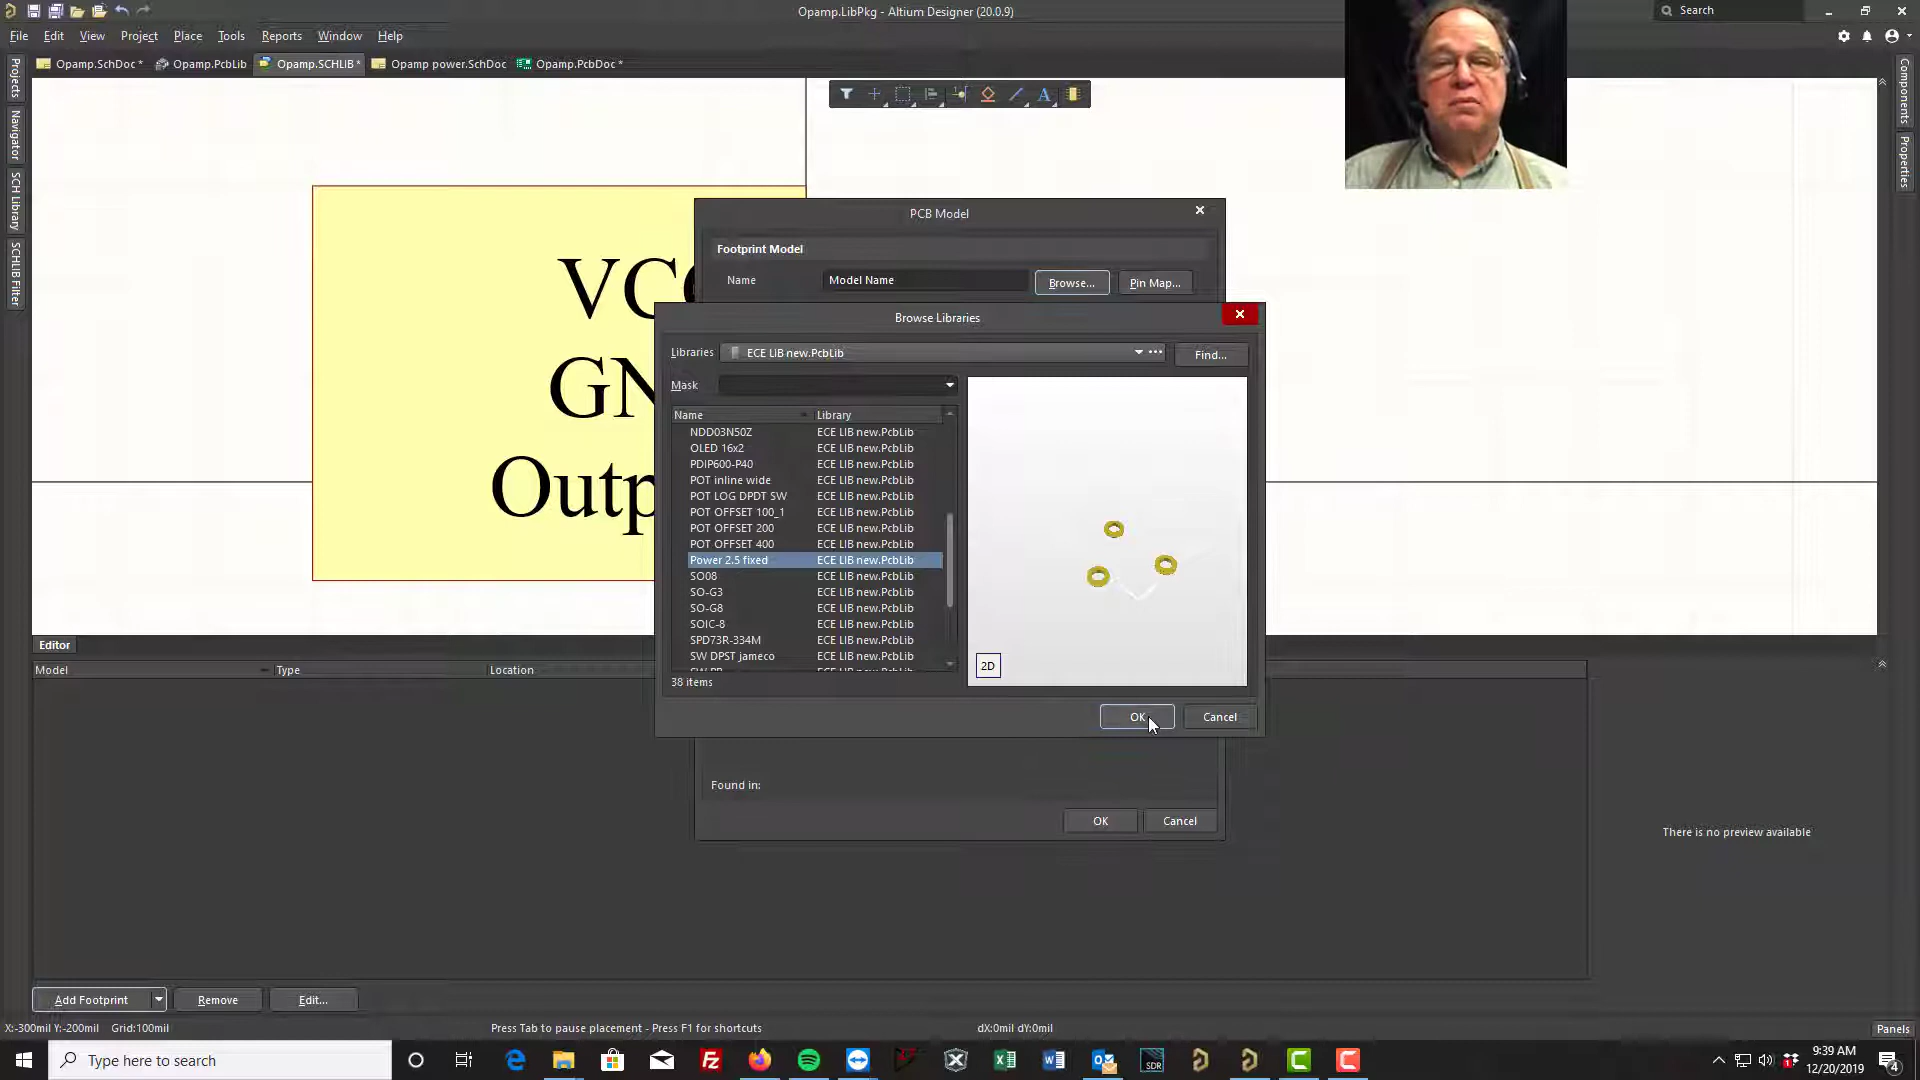 Opamp.LibPkg - Altium Designer (20.0.9)
Search
File Edit View Project Place Tools Reports Window Help
Opamp.SchDoc * Opamp.PcbLib Opamp.SCHLIB * Opamp power.SchDoc Opamp.PcbDoc *
Projects
Navigator
SCH Library
SCHLIB Filter
Components
Properties
PCB Model
Footprint Model
Name Model Name Browse... Pin Map...
Browse Libraries
Libraries ECE LIB new.PcbLib Find...
Mask
Name Library
NDD03N50Z ECE LIB new.PcbLib
OLED 16x2 ECE LIB new.PcbLib
PDIP600-P40 ECE LIB new.PcbLib
POT inline wide ECE LIB new.PcbLib
POT LOG DPDT SW ECE LIB new.PcbLib
POT OFFSET 100_1 ECE LIB new.PcbLib
POT OFFSET 200 ECE LIB new.PcbLib
POT OFFSET 400 ECE LIB new.PcbLib
Power 2.5 fixed ECE LIB new.PcbLib
SO08 ECE LIB new.PcbLib
SO-G3 ECE LIB new.PcbLib
SO-G8 ECE LIB new.PcbLib
SOIC-8 ECE LIB new.PcbLib
SPD73R-334M ECE LIB new.PcbLib
SW DPST jameco ECE LIB new.PcbLib
38 items
2D
OK Cancel
Found in:
OK Cancel
Editor
Model Type Location
There is no preview available
Add Footprint Remove Edit...
X:-300mil Y:-200mil Grid:100mil Press Tab to pause placement - Press F1 for shortcuts dX:0mil dY:0mil Panels
Type here to search
9:39 AM
12/20/2019
4